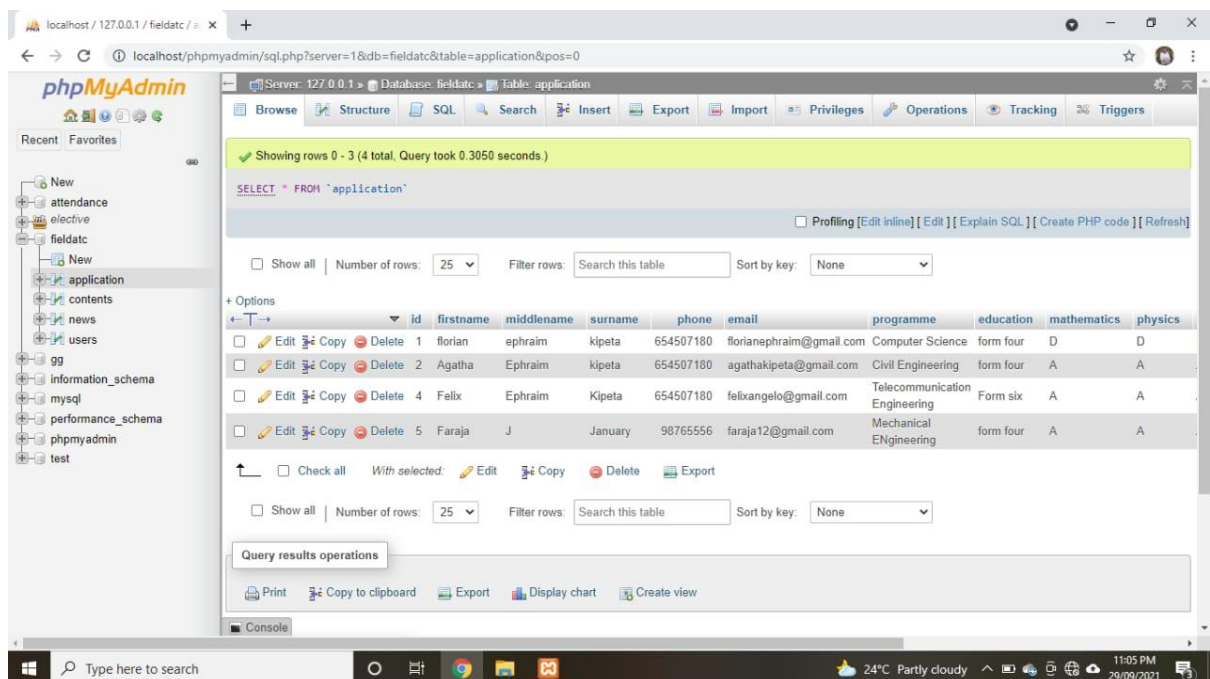 localhost / 127.0.0.1 / fieldatc / a
localhost/phpmyadmin/sql.php?server=1&db=fieldatc&table=application&pos=0
phpMyAdmin
Recent Favorites
New
attendance
elective
fieldatc
New
application
contents
news
users
gg
information_schema
mysql
performance_schema
phpmyadmin
test
Server: 127.0.0.1 » Database: fieldatc » Table: application
Browse Structure SQL Search Insert Export Import Privileges Operations Tracking Triggers
Showing rows 0 - 3 (4 total, Query took 0.3050 seconds.)
SELECT * FROM `application`
Profiling [Edit inline] [ Edit ] [ Explain SQL ] [ Create PHP code ] [ Refresh]
Show all | Number of rows: 25 Filter rows: Search this table Sort by key: None
+ Options
←T→ id firstname middlename surname phone email programme education mathematics physics
Edit Copy Delete 1 florian ephraim kipeta 654507180 florianephraim@gmail.com Computer Science form four D D
Edit Copy Delete 2 Agatha Ephraim kipeta 654507180 agathakipeta@gmail.com Civil Engineering form four A A
Edit Copy Delete 4 Felix Ephraim Kipeta 654507180 felixangelo@gmail.com Telecommunication Engineering Form six A A
Edit Copy Delete 5 Faraja J January 98765556 faraja12@gmail.com Mechanical ENgineering form four A A
Check all With selected: Edit Copy Delete Export
Show all | Number of rows: 25 Filter rows: Search this table Sort by key: None
Query results operations
Print Copy to clipboard Export Display chart Create view
Console
Type here to search
24°C Partly cloudy
11:05 PM
29/09/2021